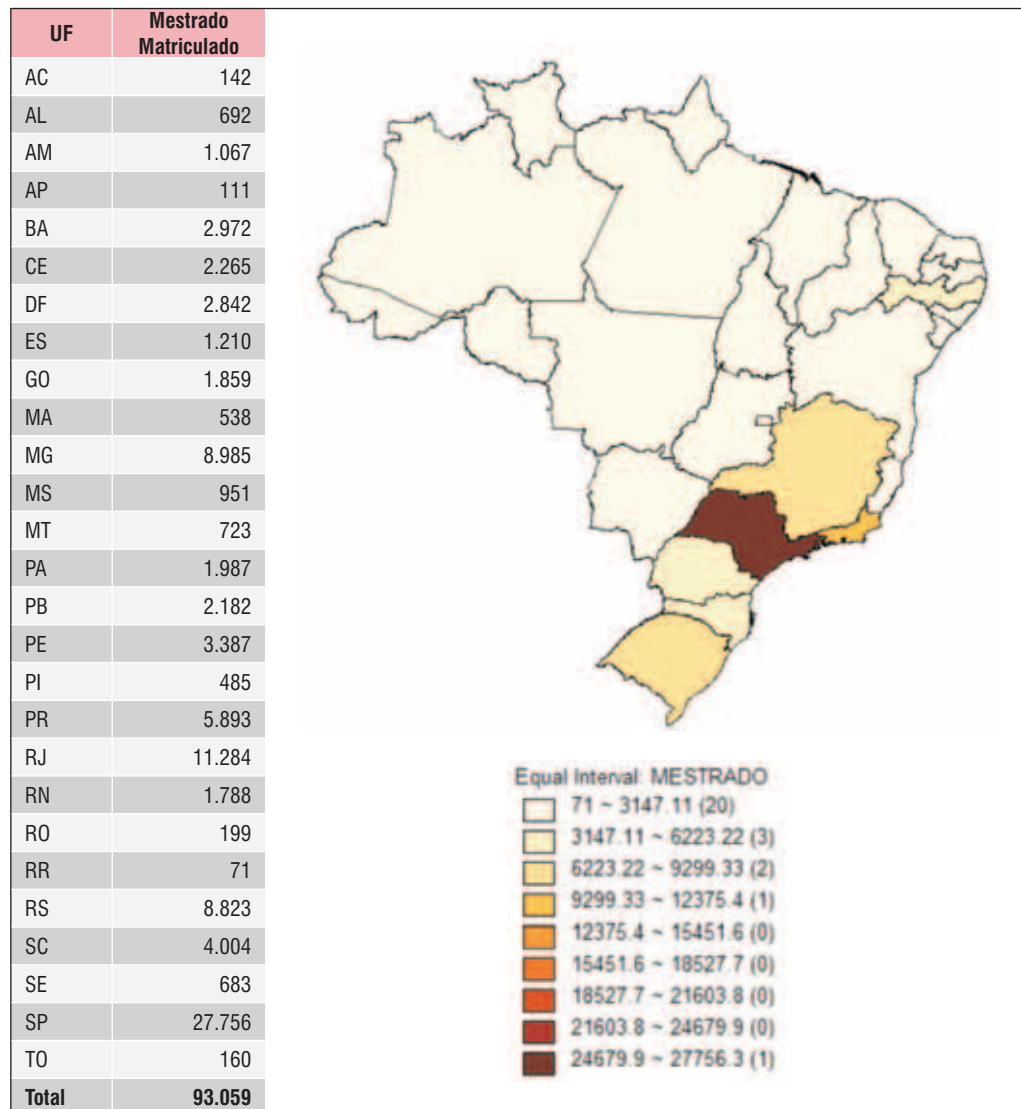 UF Mestrado Matriculado
AC 142
AL 692
AM 1.067
AP 111
BA 2.972
CE 2.265
DF 2.842
ES 1.210
GO 1.859
MA 538
MG 8.985
MS 951
MT 723
PA 1.987
PB 2.182
PE 3.387
PI 485
PR 5.893
RJ 11.284
RN 1.788
RO 199
RR 71
RS 8.823
SC 4.004
SE 683
SP 27.756
TO 160
Total 93.059
Equal Interval: MESTRADO
71 ~ 3147.11 (20)
3147.11 ~ 6223.22 (3)
6223.22 ~ 9299.33 (2)
9299.33 ~ 12375.4 (1)
12375.4 ~ 15451.6 (0)
15451.6 ~ 18527.7 (0)
18527.7 ~ 21603.8 (0)
21603.8 ~ 24679.9 (0)
24679.9 ~ 27756.3 (1)